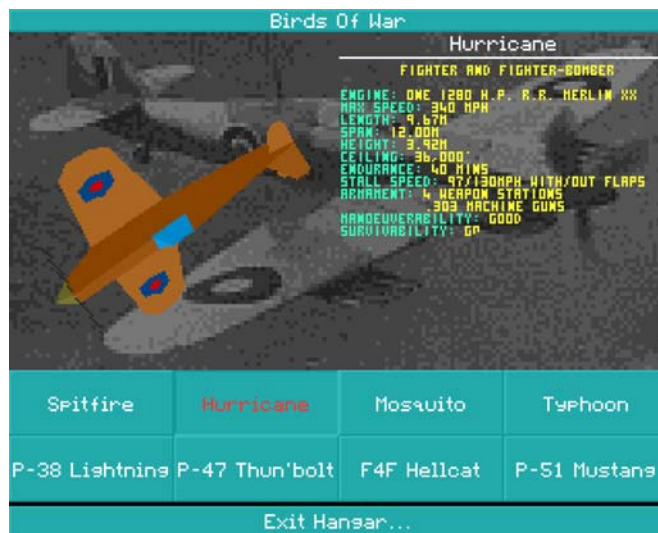 Birds Of War
Hurricane
FIGHTER AND FIGHTER-BOMBER
ENGINE: ONE 1280 H.P. R.R. MERLIN XX
MAX SPEED: 340 MPH
LENGTH: 9.67M
SPAN: 12.00M
HEIGHT: 3.92M
CEILING: 36,000'
ENDURANCE: 40 MINS
STALL SPEED: 97/130MPH WITH/OUT FLAPS
ARMAMENT: 4 WEAPON STATIONS
303 MACHINE GUNS
MANOEUVERABILITY: GOOD
SURVIVABILITY: GO
Spitfire Hurricane Mosquito Typhoon
P-38 Lightning P-47 Thun'bolt F4F Hellcat P-51 Mustang
Exit Hangar...